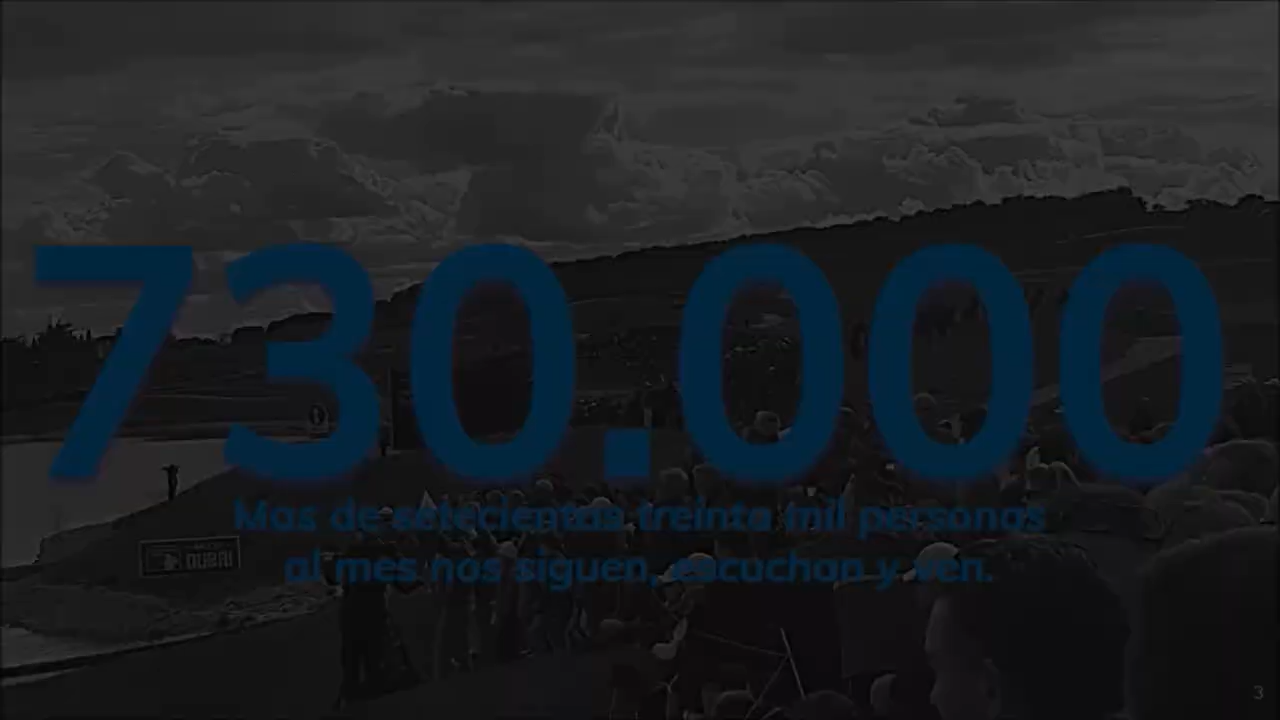 730.000
Mas de setecientas treinta mil personas
al mes nos siguen, escuchan y ven.
DUBAI
3